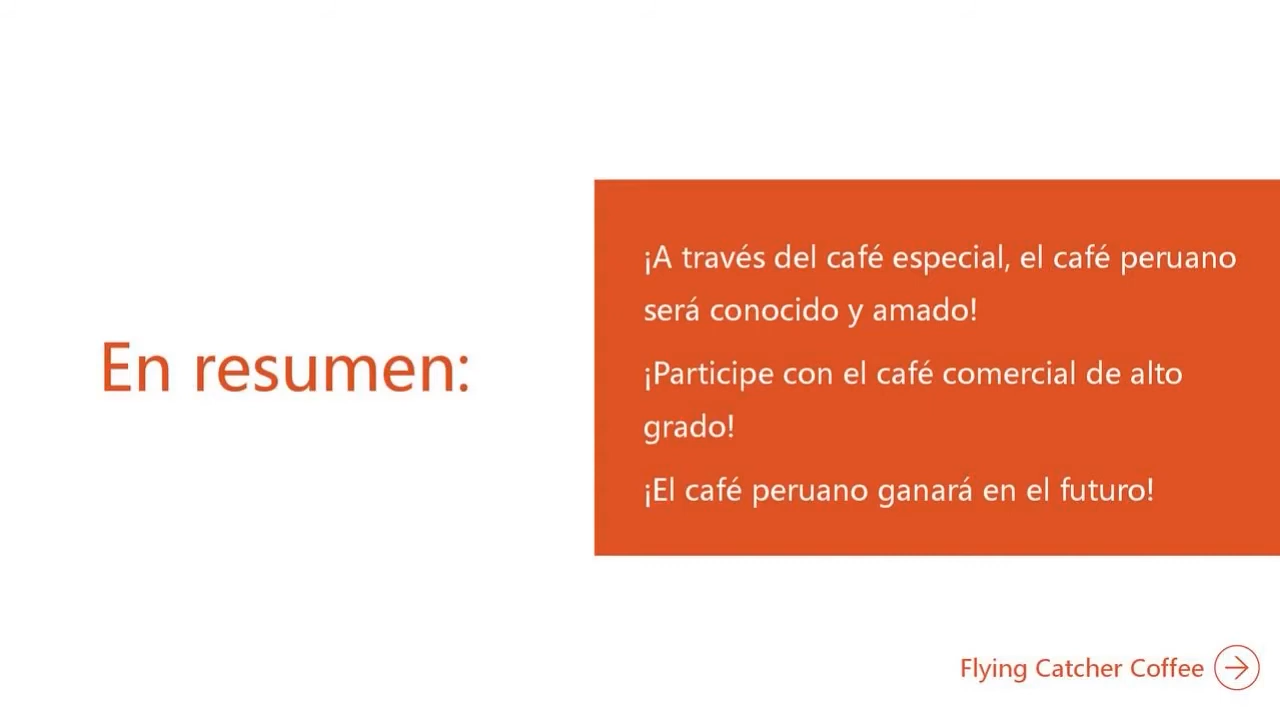 En resumen:
¡A través del café especial, el café peruano
será conocido y amado!
¡Participe con el café comercial de alto
grado!
¡El café peruano ganará en el futuro!
Flying Catcher Coffee